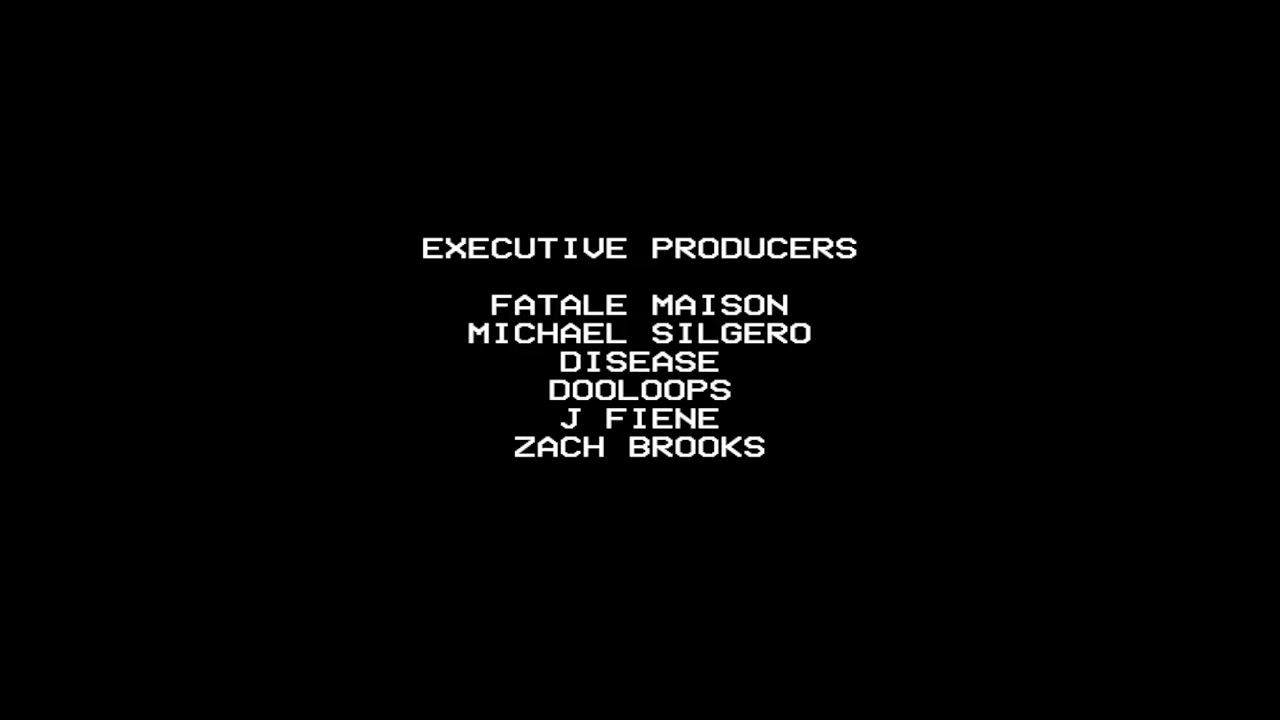 EXECUTIVE PRODUCERS
FATALE MAISON
MICHAEL SILGERO
DISEASE
DOOLOOPS
J FIENE
ZACH BROOKS